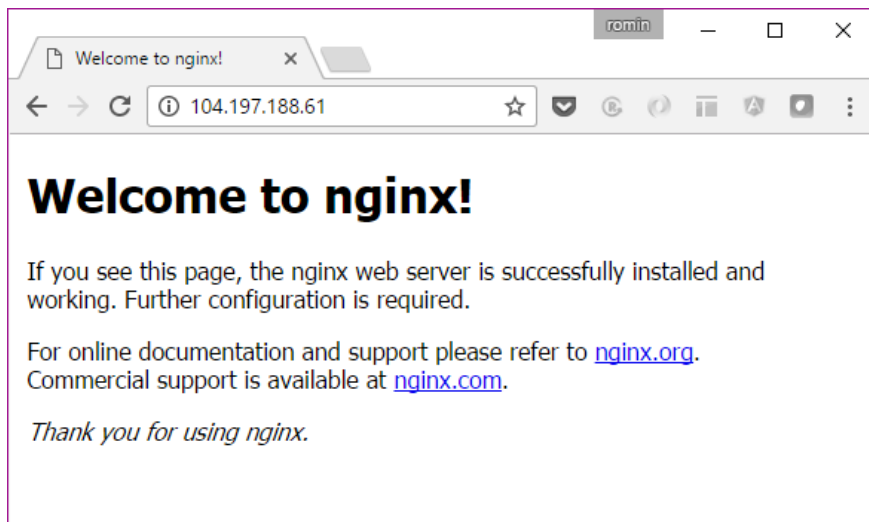 romin
Welcome to nginx!
104.197.188.61
Welcome to nginx!
If you see this page, the nginx web server is successfully installed and
working. Further configuration is required.
For online documentation and support please refer to nginx.org.
Commercial support is available at nginx.com.
Thank you for using nginx.